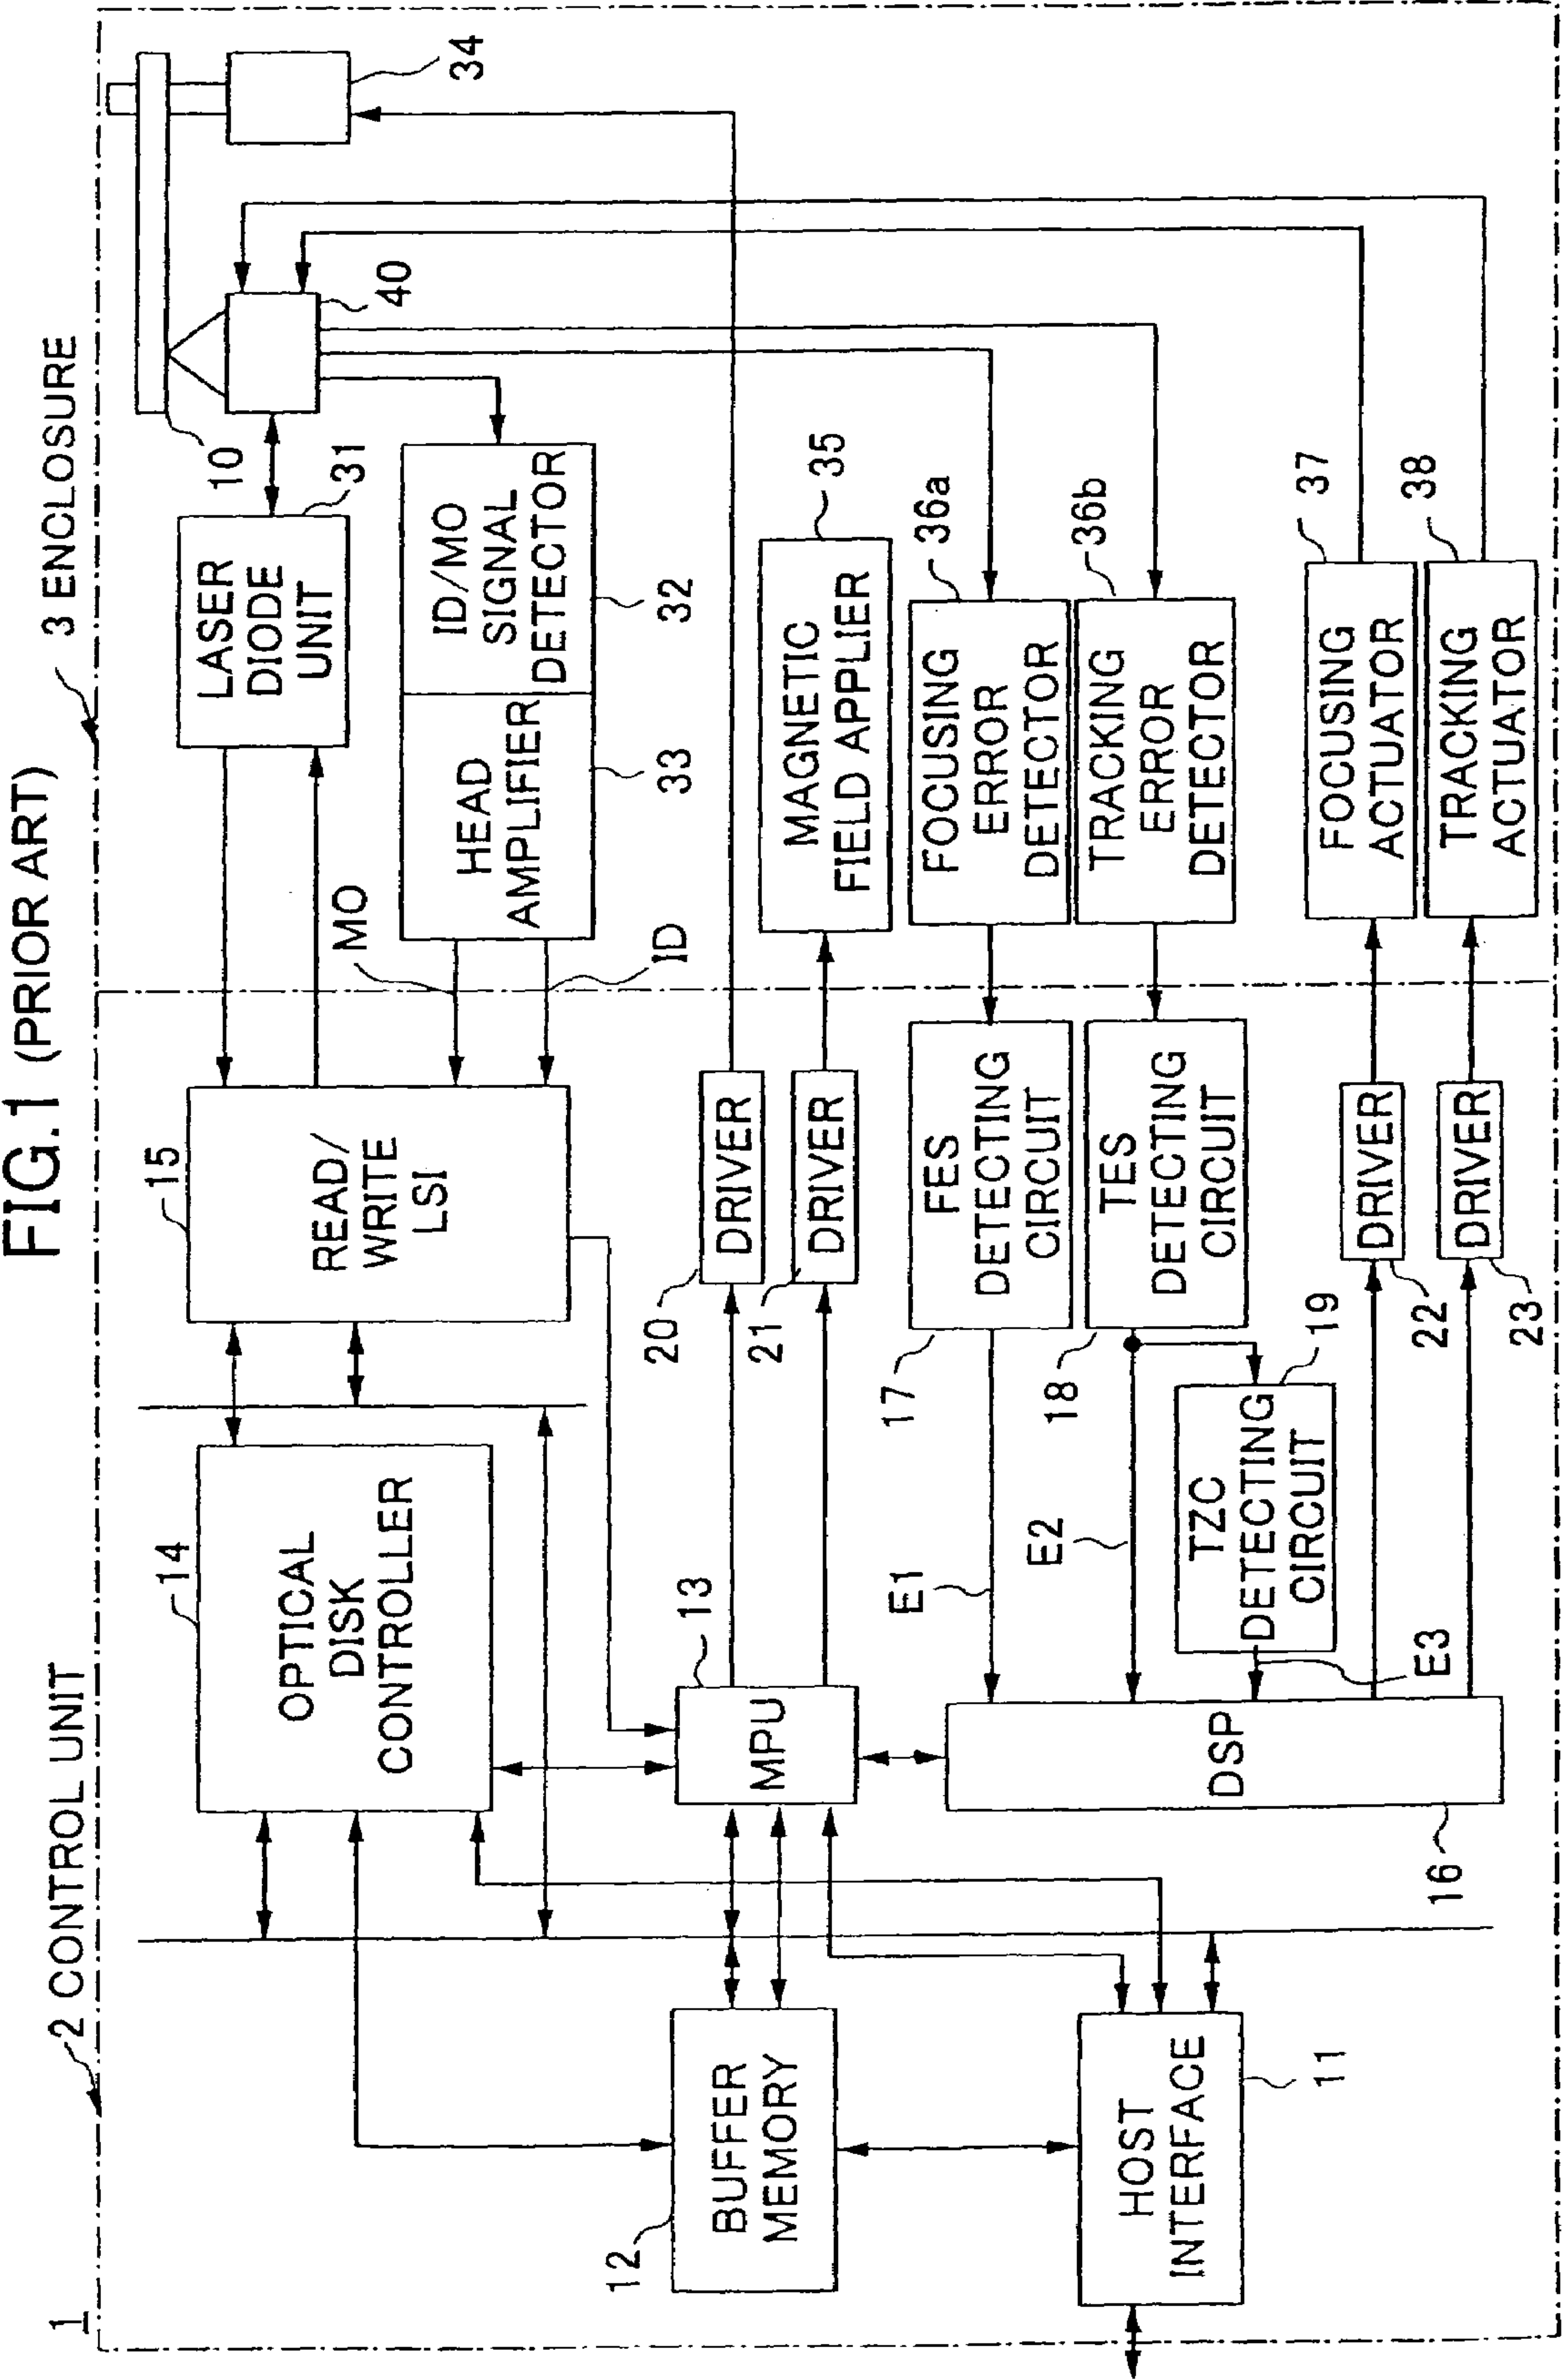 FIG.1 (PRIOR ART)
1
2 CONTROL UNIT
3 ENCLOSURE
14
OPTICAL
DISK
CONTROLLER
15
READ/
WRITE
LSI
LASER
DIODE
UNIT
31
10
40
34
MO
ID
HEAD
AMPLIFIER
33
ID/MO
SIGNAL
DETECTOR
32
12
BUFFER
MEMORY
13
MPU
20
DRIVER
21
DRIVER
MAGNETIC
FIELD APPLIER
35
E1
17
FES
DETECTING
CIRCUIT
FOCUSING
ERROR
DETECTOR
36a
E2
18
TES
DETECTING
CIRCUIT
TRACKING
ERROR
DETECTOR
36b
HOST
INTERFACE
11
DSP
16
TZC
DETECTING
CIRCUIT
19
E3
DRIVER
22
FOCUSING
ACTUATOR
37
DRIVER
23
TRACKING
ACTUATOR
38